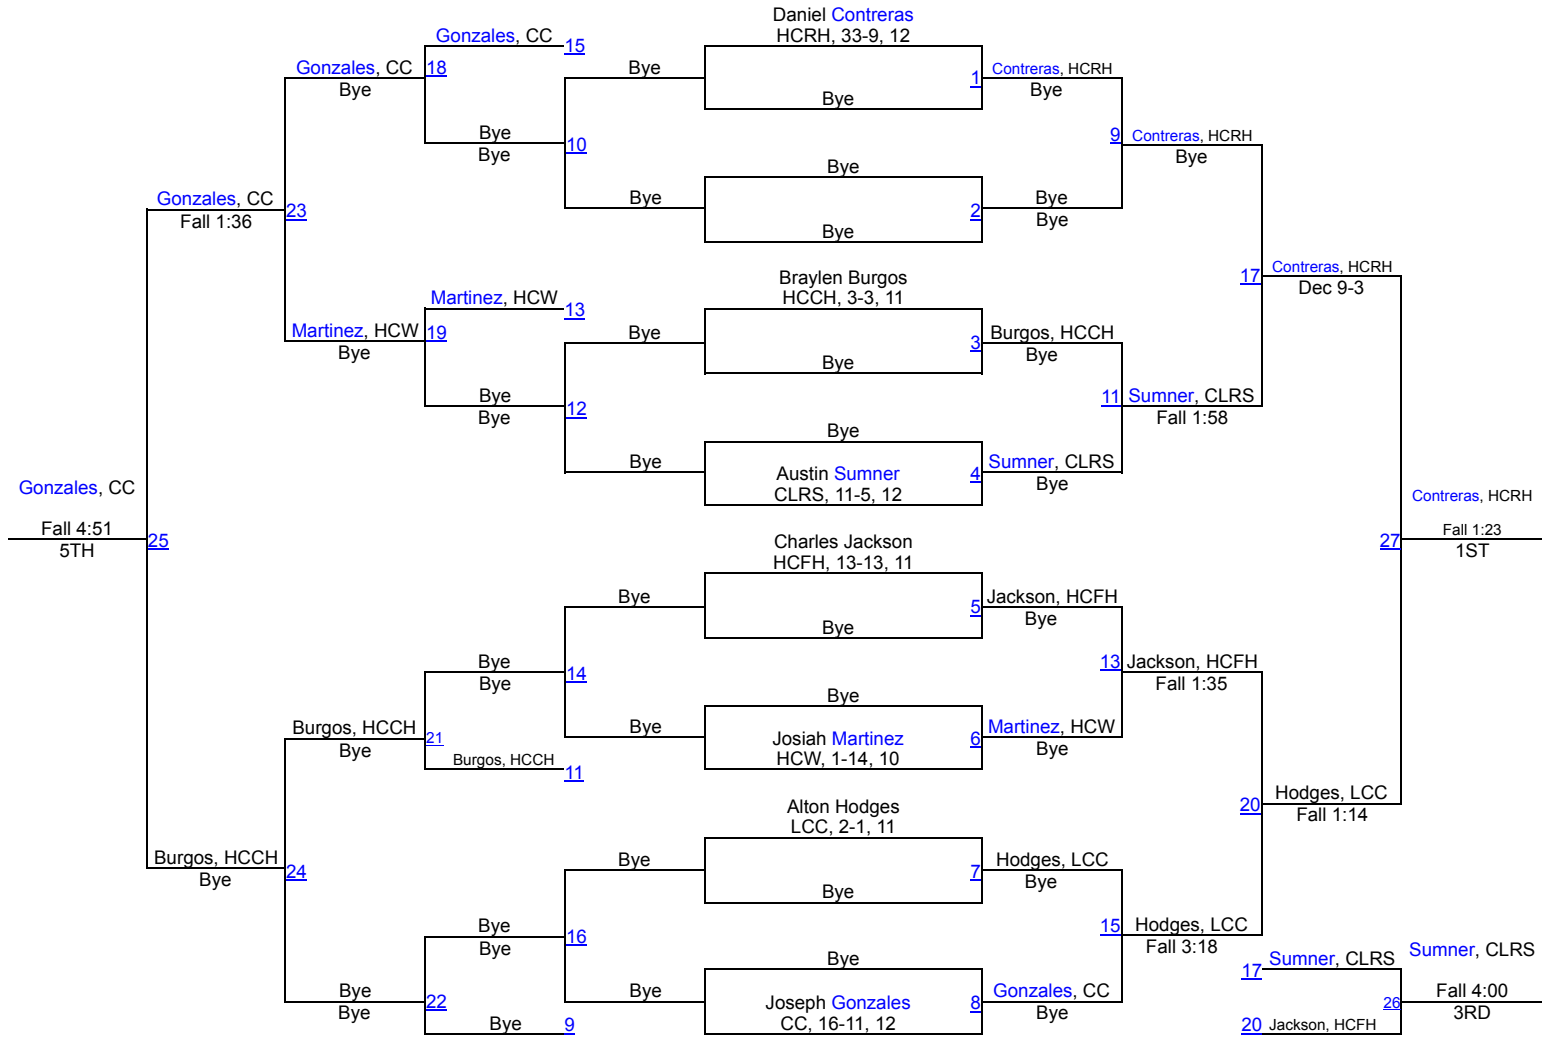 Daniel Contreras
HCRH, 33-9, 12
Gonzales, CC
15
Gonzales, CC
18
Bye
Bye
1
Contreras, HCRH
Bye
Bye
Bye
Bye
10
9
Contreras, HCRH
Bye
Bye
Bye
Bye
2
Bye
Bye
Bye
Gonzales, CC
23
Fall 1:36
Braylen Burgos
HCCH, 3-3, 11
17
Contreras, HCRH
Dec 9-3
Martinez, HCW
13
Martinez, HCW
19
Bye
Bye
3
Burgos, HCCH
Bye
Bye
Bye
Bye
12
11
Sumner, CLRS
Fall 1:58
Bye
Bye
Austin Sumner
CLRS, 11-5, 12
4
Sumner, CLRS
Bye
Gonzales, CC
Fall 4:51
5TH
25
Contreras, HCRH
27
Fall 1:23
1ST
Charles Jackson
HCFH, 13-13, 11
Bye
5
Jackson, HCFH
Bye
Bye
Bye
Bye
14
13
Jackson, HCFH
Fall 1:35
Bye
Bye
Josiah Martinez
HCW, 1-14, 10
6
Martinez, HCW
Bye
Burgos, HCCH
21
Bye
Burgos, HCCH
11
Alton Hodges
LCC, 2-1, 11
20
Hodges, LCC
Fall 1:14
Burgos, HCCH
24
Bye
Bye
7
Hodges, LCC
Bye
Bye
Bye
Bye
16
15
Hodges, LCC
Fall 3:18
Bye
Bye
Joseph Gonzales
CC, 16-11, 12
8
Gonzales, CC
Bye
Bye
22
Bye
Bye
9
17
Sumner, CLRS
Sumner, CLRS
26
Fall 4:00
3RD
20
Jackson, HCFH